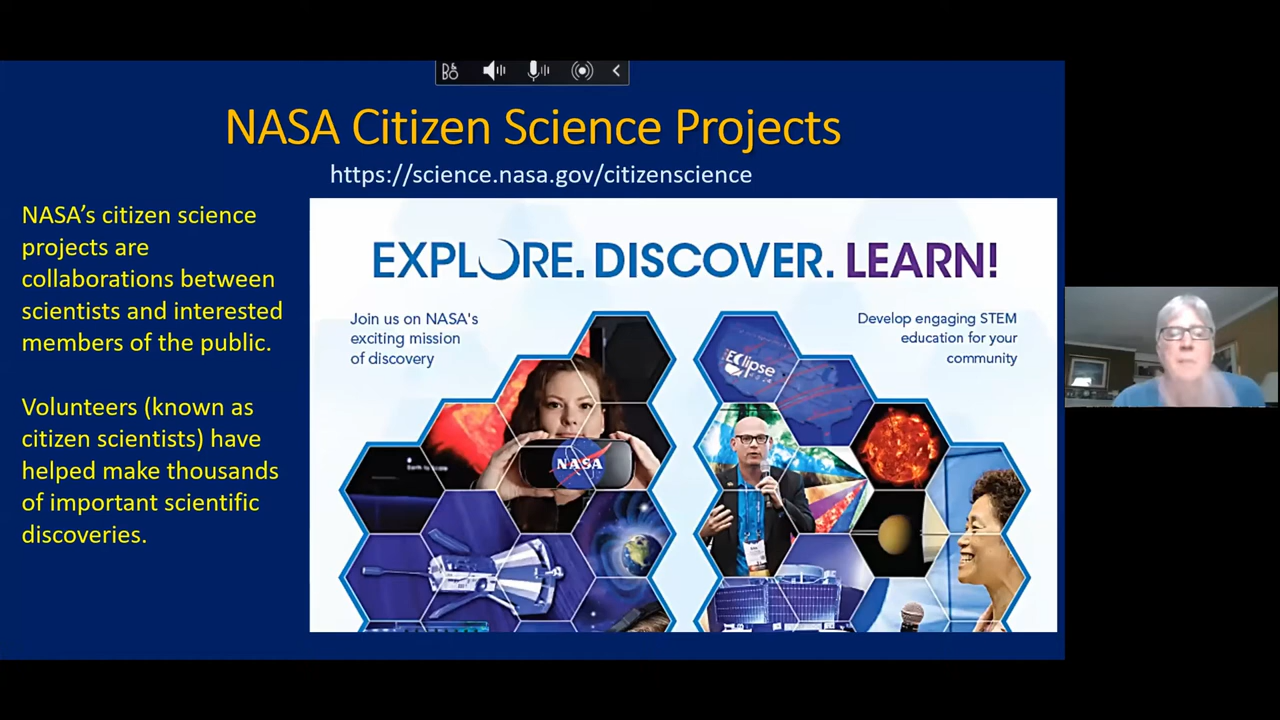 B&O
NASA Citizen Science Projects
https://science.nasa.gov/citizenscience
NASA’s citizen science
projects are
collaborations between
scientists and interested
members of the public.
Volunteers (known as
citizen scientists) have
helped make thousands
of important scientific
discoveries.
EXPLORE. DISCOVER. LEARN!
Join us on NASA's
exciting mission
of discovery
Develop engaging STEM
education for your
community
EClipse
NASA